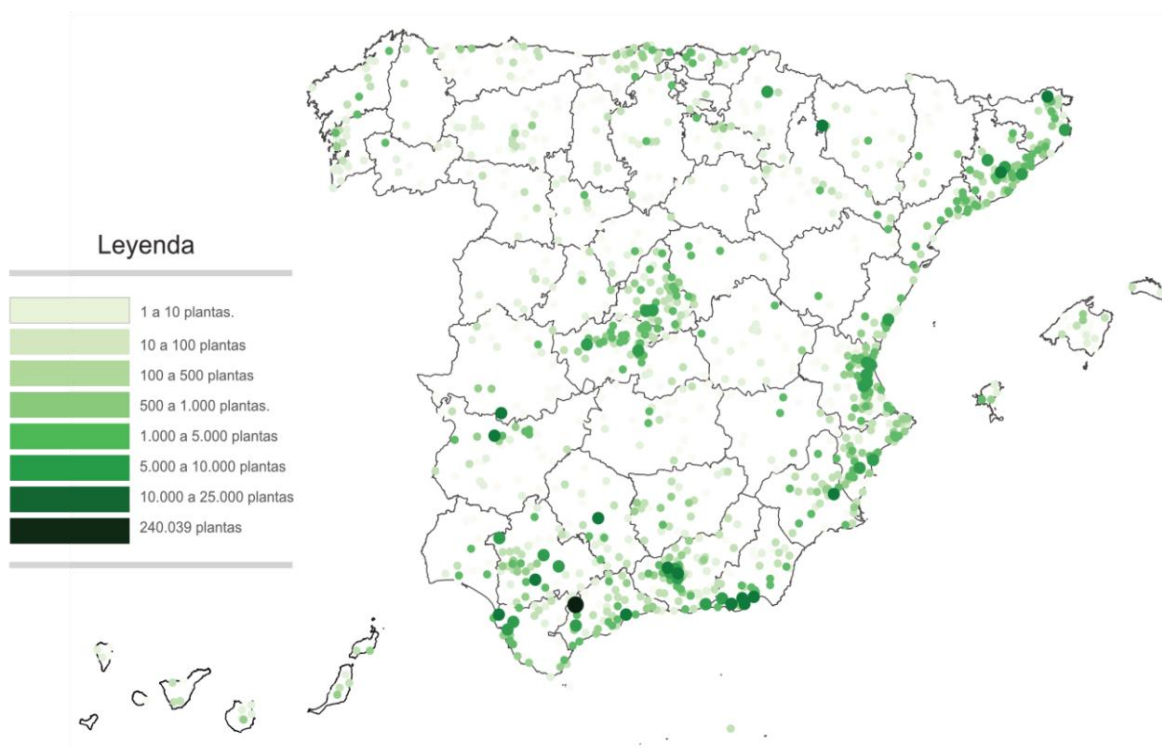 Leyenda
1 a 10 plantas.
10 a 100 plantas
100 a 500 plantas
500 a 1.000 plantas.
1.000 a 5.000 plantas
5.000 a 10.000 plantas
10.000 a 25.000 plantas
240.039 plantas